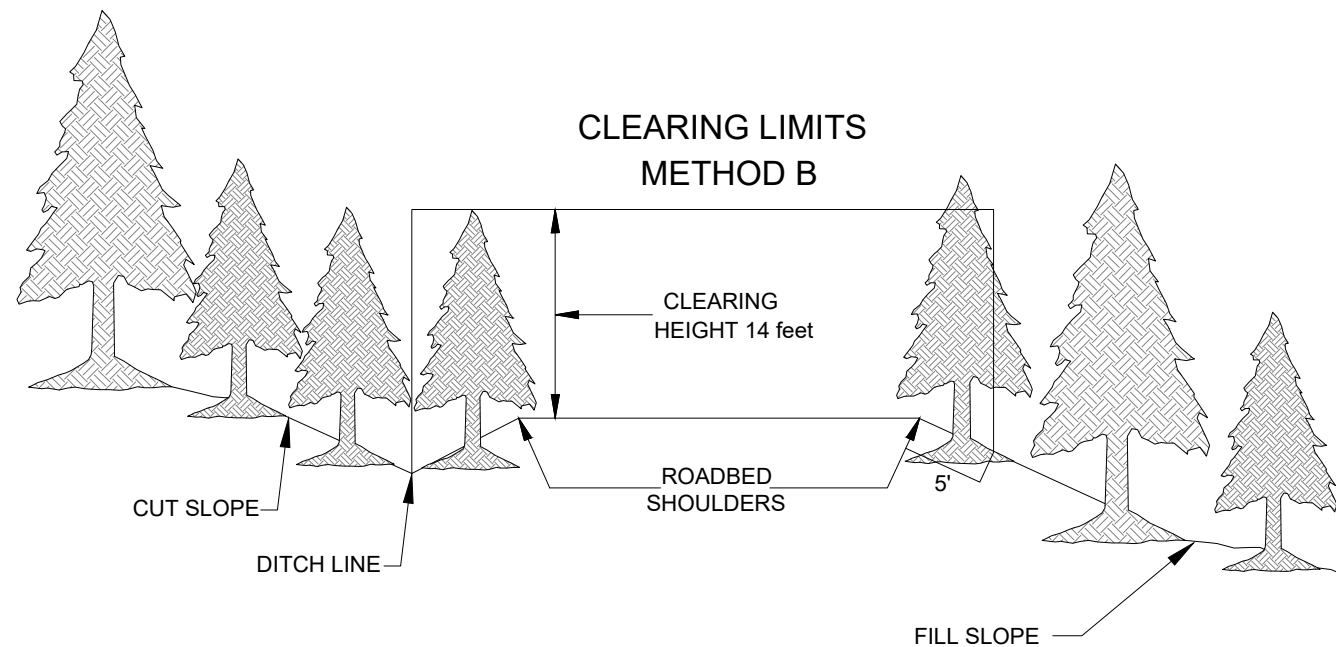 CLEARING LIMITS
METHOD B
CLEARING
HEIGHT 14 feet
ROADBED
SHOULDERS
5'
CUT SLOPE
DITCH LINE
FILL SLOPE